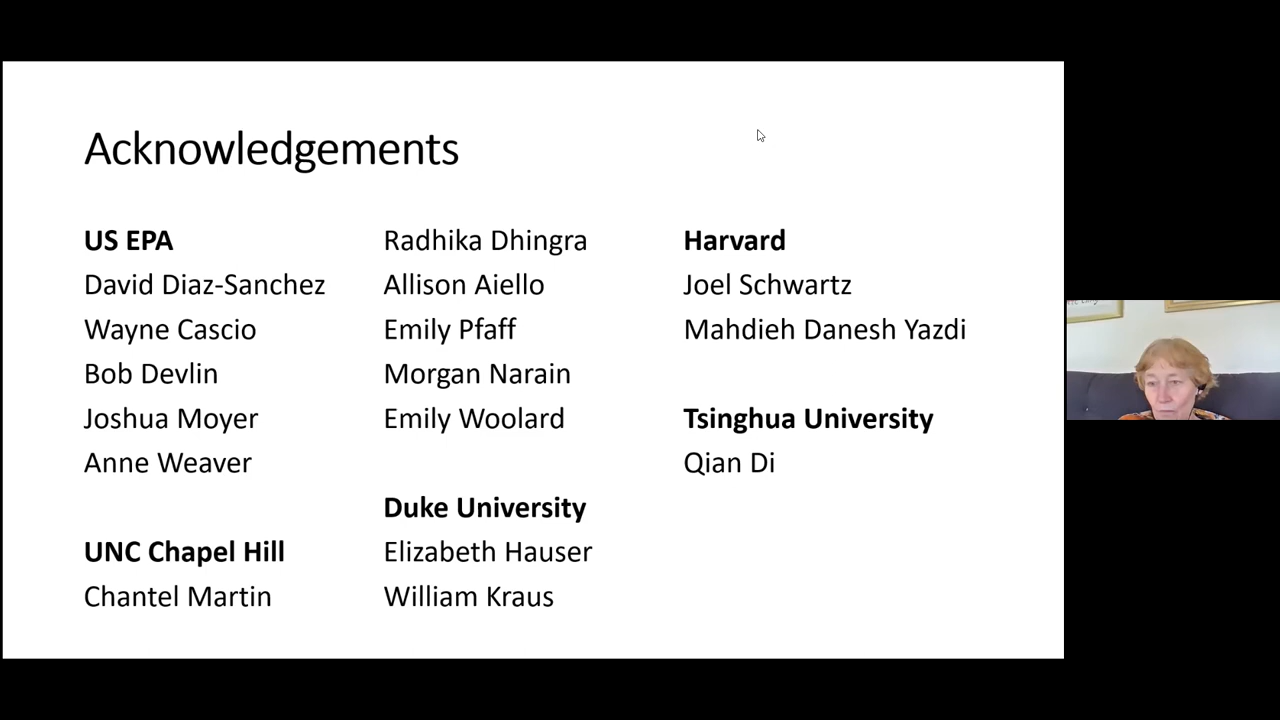 Acknowledgements
US EPA
David Diaz-Sanchez
Wayne Cascio
Bob Devlin
Joshua Moyer
Anne Weaver
UNC Chapel Hill
Chantel Martin
Radhika Dhingra
Allison Aiello
Emily Pfaff
Morgan Narain
Emily Woolard
Duke University
Elizabeth Hauser
William Kraus
Harvard
Joel Schwartz
Mahdieh Danesh Yazdi
Tsinghua University
Qian Di